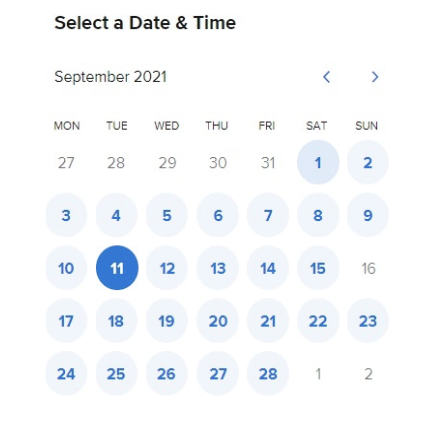 Select a Date & Time
September 2021
MON TUE WED THU FRI SAT SUN
27 28 29 30 31 1 2
3 4 5 6 7 8 9
10 11 12 13 14 15 16
17 18 19 20 21 22 23
24 25 26 27 28 1 2